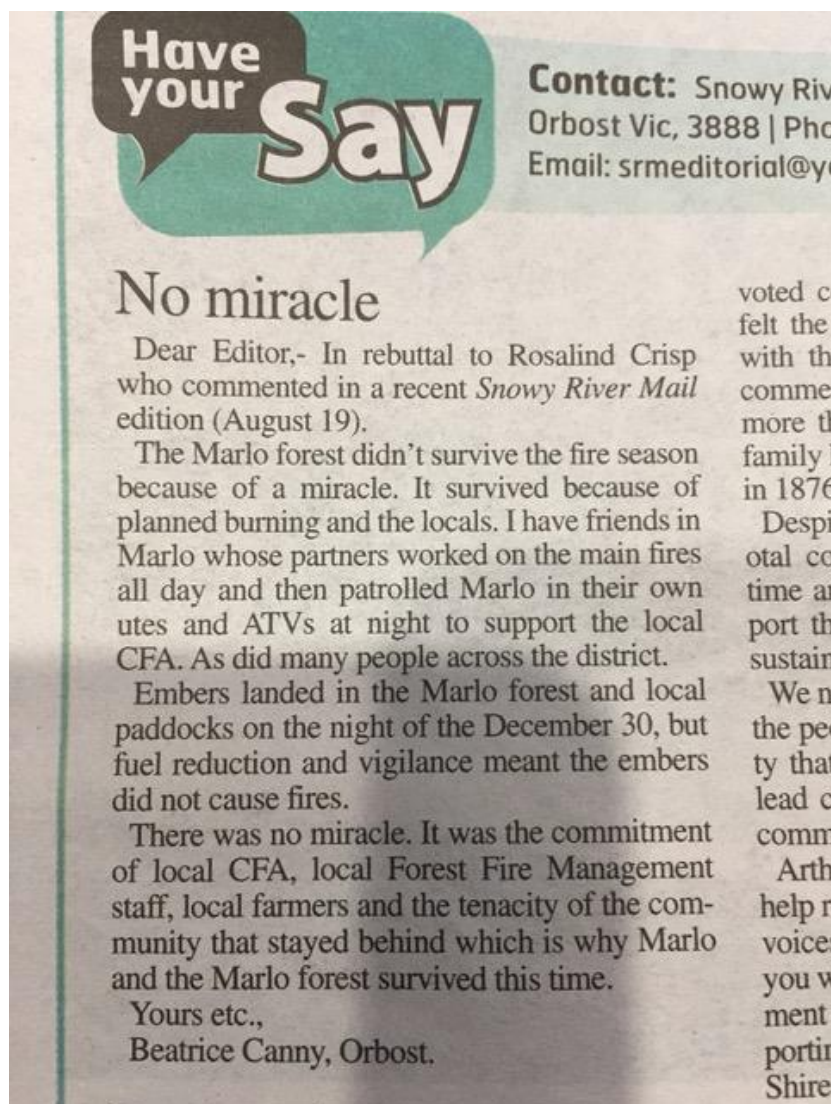 Have
your
Say
Contact: Snowy
Orbost Vic, 3888 |
Email:
No miracle
Dear Editor,- In rebuttal to Rosalind Crisp
who commented in a recent Snowy River Mail
edition (August 19).
The Marlo forest didn't survive the fire season
because of a miracle. It survived because of
planned burning and the locals. I have friends in
Marlo whose partners worked on the main fires
all day and then patrolled Marlo in their own
utes and ATVs at night to support the local
CFA. As did many people across the district.
Embers landed in the Marlo forest and local
paddocks on the night of the December 30, but
fuel reduction and vigilance meant the embers
did not cause fires.
There was no miracle. It was the commitment
of local CFA, local Forest Fire Management
staff, local farmers and the tenacity of the com-
munity that stayed behind which is why Marlo
and the Marlo forest survived this time.
Yours etc.,
Beatrice Canny, Orbost.
voted
felt the
with
more
family
in
time
port
We
the
ty
lead
help
voices
you
ment
Shire